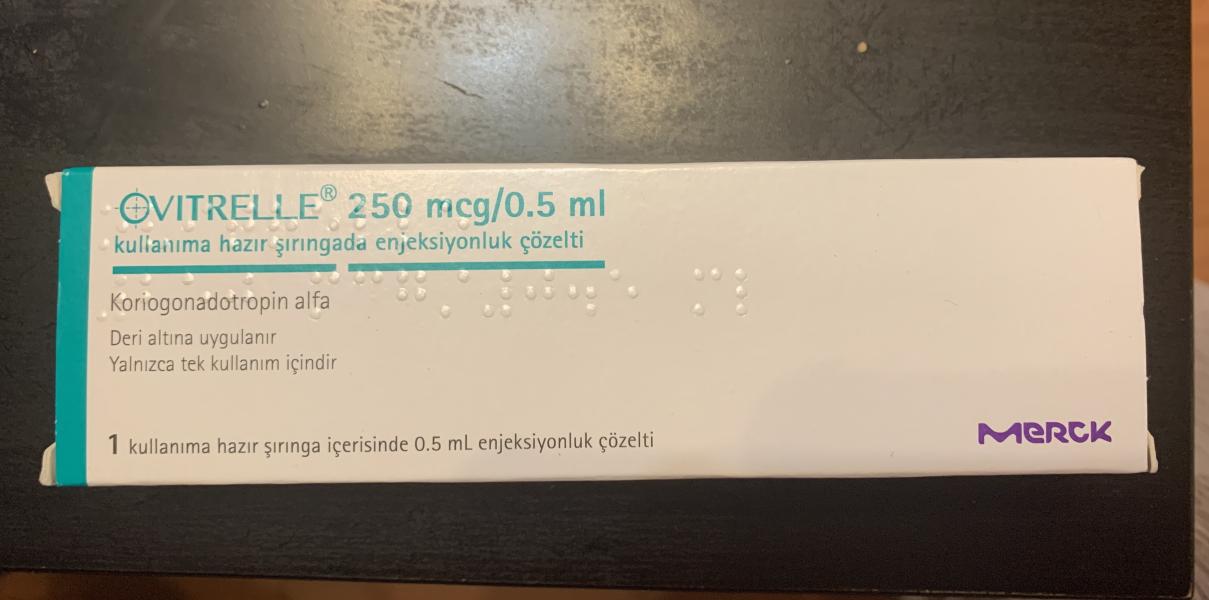 OVITRELLE® 250 mcg/0.5 ml
kullanıma hazır şırıngada enjeksiyonluk çözelti
Koriogonadotropin alfa
Deri altına uygulanır
Yalnızca tek kullanım içindir
1 kullanıma hazır şırınga içerisinde 0.5 mL enjeksiyonluk çözelti
MERCK